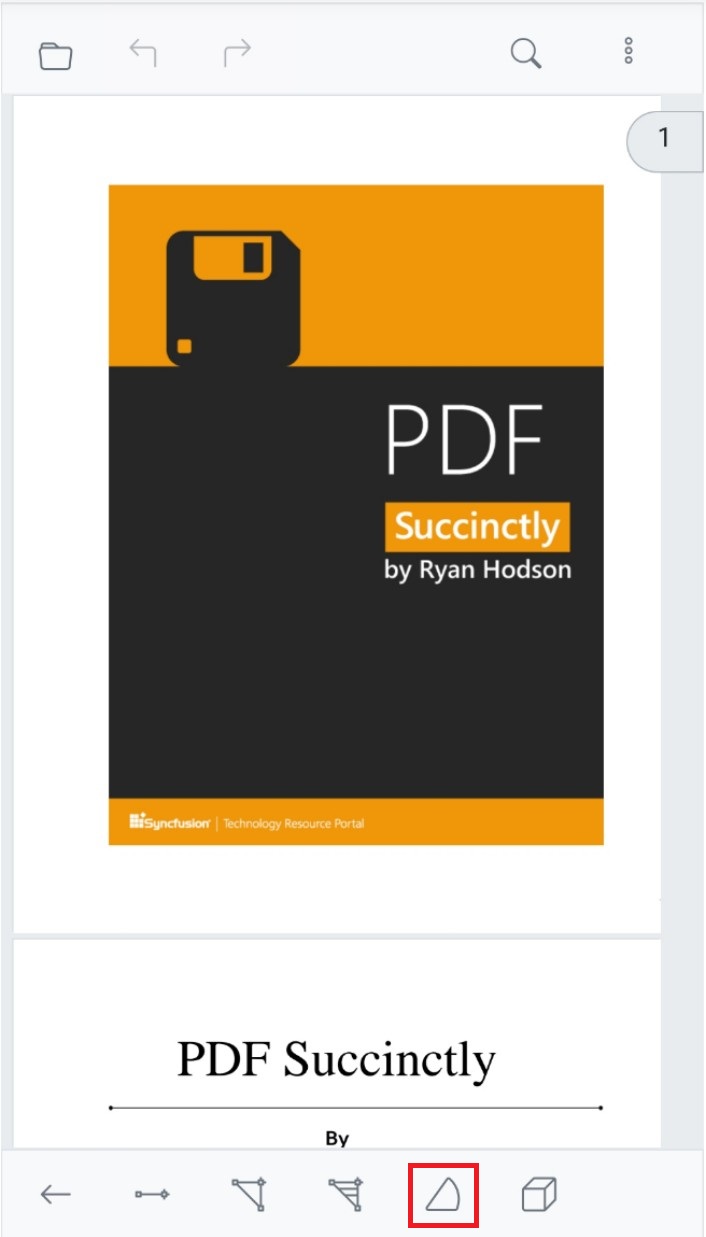 1
PDF
Succinctly
by Ryan Hodson
Syncfusion | Technology Resource Portal
PDF Succinctly
By